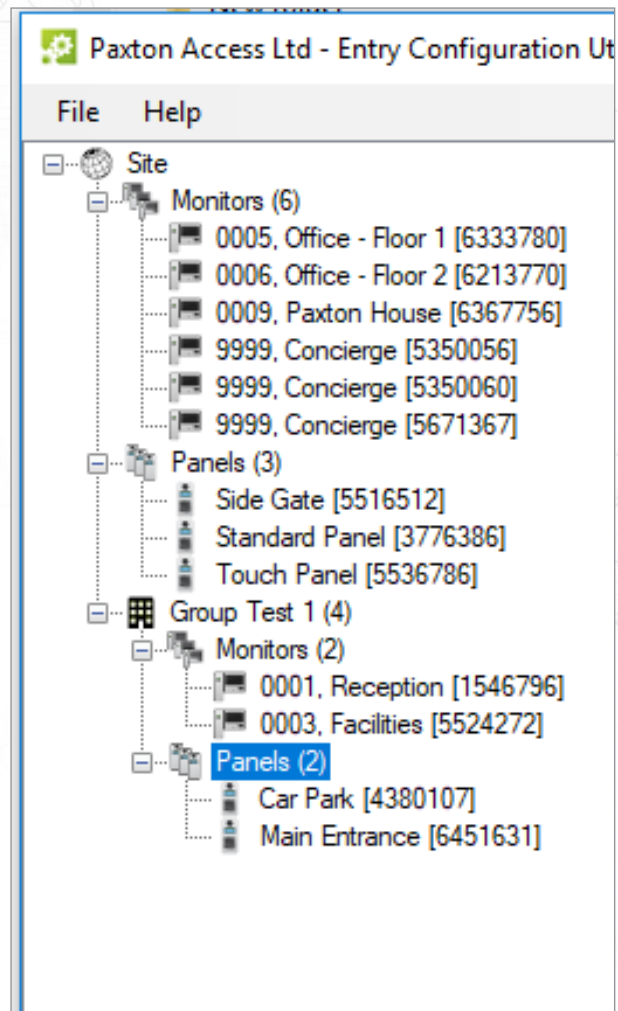 Paxton Access Ltd - Entry Configuration Ut
File Help
Site
Monitors (6)
0005, Office - Floor 1 [6333780]
0006, Office - Floor 2 [6213770]
0009, Paxton House [6367756]
9999, Concierge [5350056]
9999, Concierge [5350060]
9999, Concierge [5671367]
Panels (3)
Side Gate [5516512]
Standard Panel [3776386]
Touch Panel [5536786]
Group Test 1 (4)
Monitors (2)
0001, Reception [1546796]
0003, Facilities [5524272]
Panels (2)
Car Park [4380107]
Main Entrance [6451631]